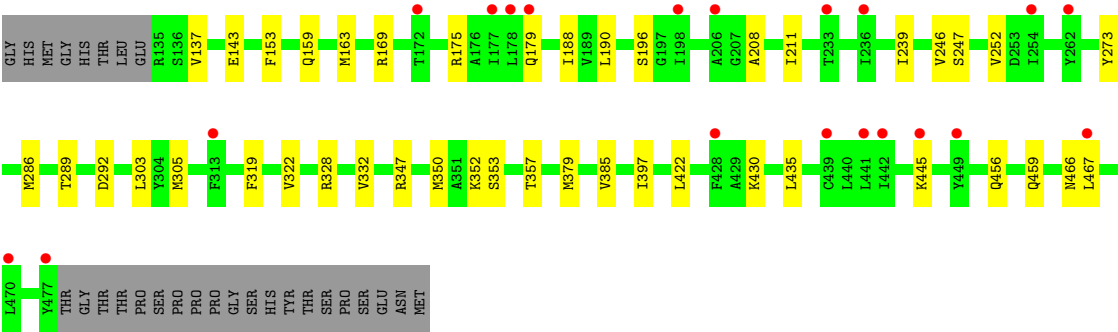 GLY HIS MET GLY HIS THR LEU GLU R135 S136 V137 E143 F153 Q159 M163 R169 T172 R175 A176 I177 L178 Q179 I188 V189 L190 S196 G197 I198 A206 G207 A208 I211 T233 I236 I239 V246 S247 V252 D253 I254 Y262 Y273
M286 T289 D292 L303 Y304 M305 F313 F319 V322 R328 V332 R347 M350 A351 K352 S353 T357 M379 V385 I397 L422 F428 A429 K430 L435 C439 L440 L441 I442 K445 Y449 Q456 Q459 N466 L467
L470 Y477 THR GLY THR THR PRO SER PRO PRO PRO GLY SER HIS TYR THR SER PRO SER GLU ASN MET